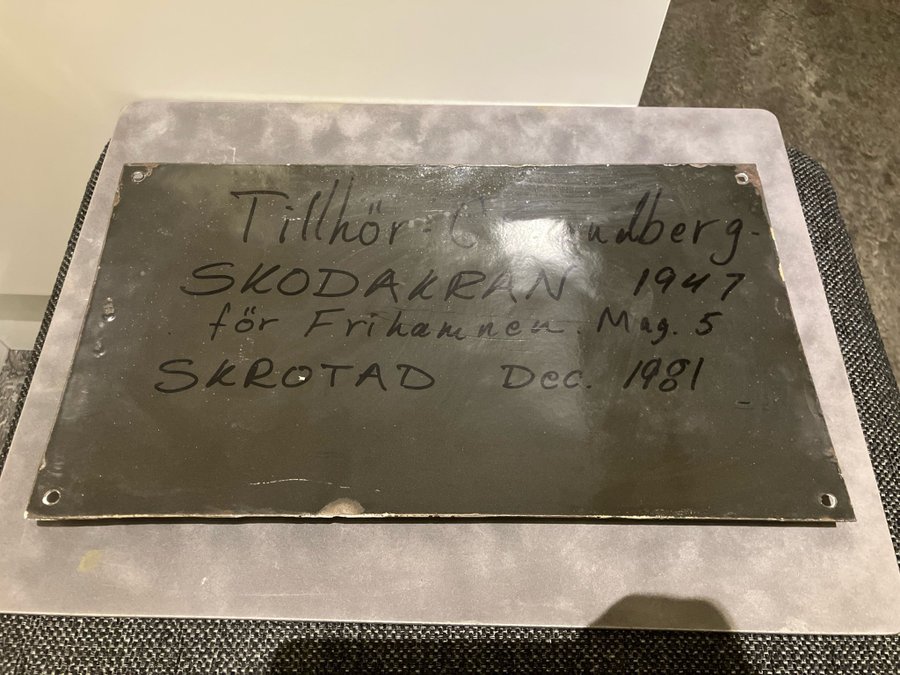 Tillhör:
SKODAKRAN 1947
för Frihamnen. Mag. 5
SKROTAD Dec. 1981